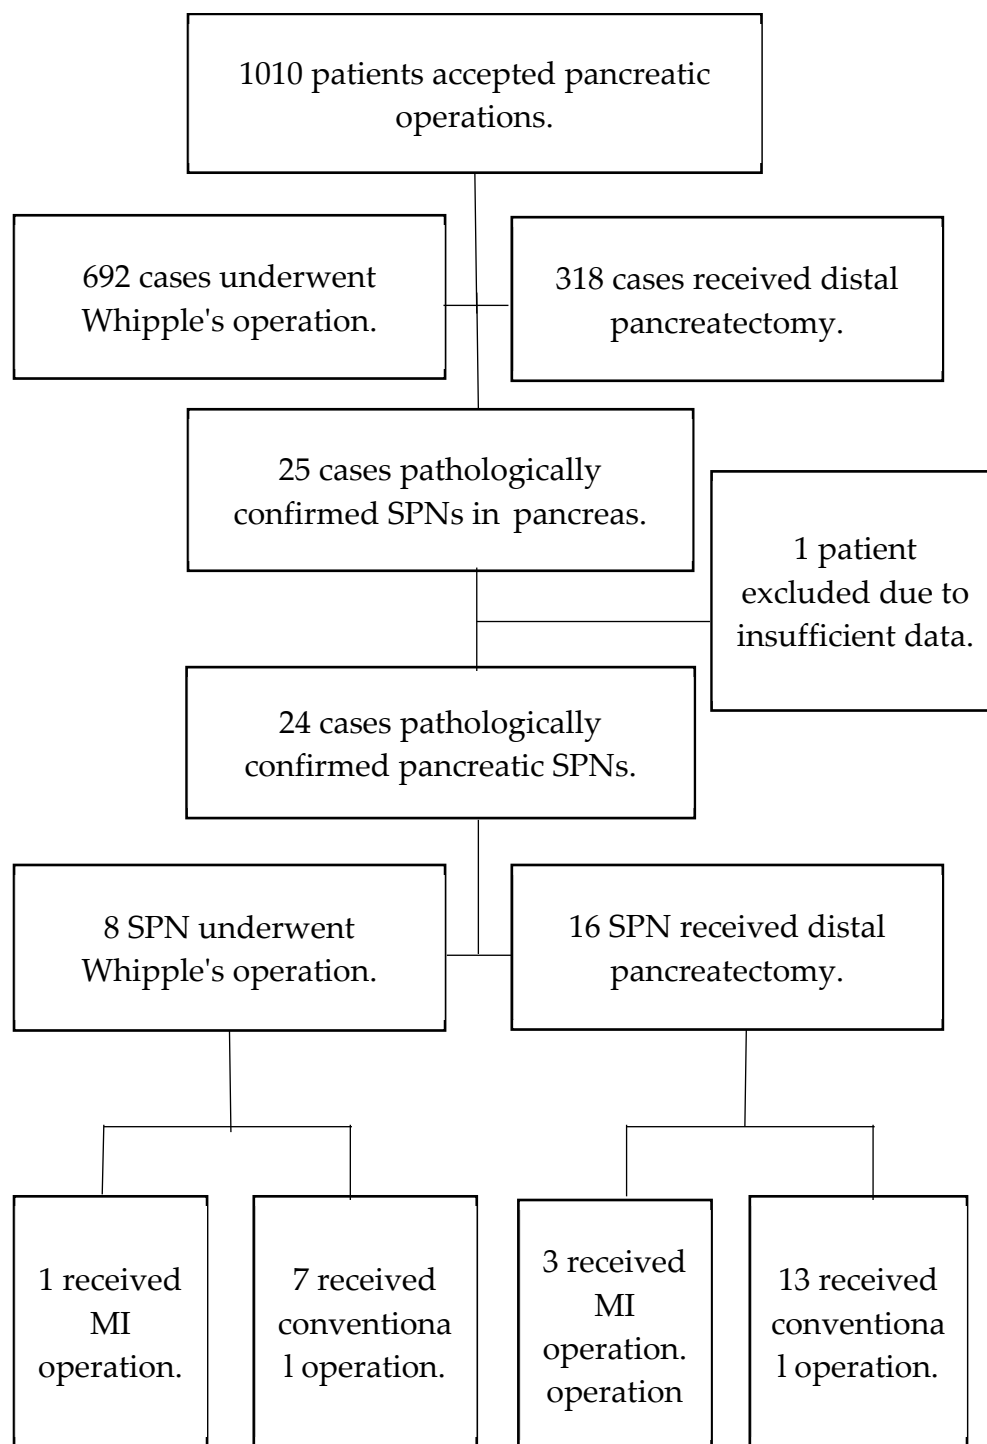 1010 patients accepted pancreatic
operations.
692 cases underwent
Whipple's operation.
318 cases received distal
pancreatectomy.
25 cases pathologically
confirmed SPNs in pancreas.
1 patient
excluded due to
insufficient data.
24 cases pathologically
confirmed pancreatic SPNs.
8 SPN underwent
Whipple's operation.
16 SPN received distal
pancreatectomy.
1 received
MI
operation.
7 received
conventiona
l operation.
3 received
MI
operation.
operation
13 received
conventiona
l operation.